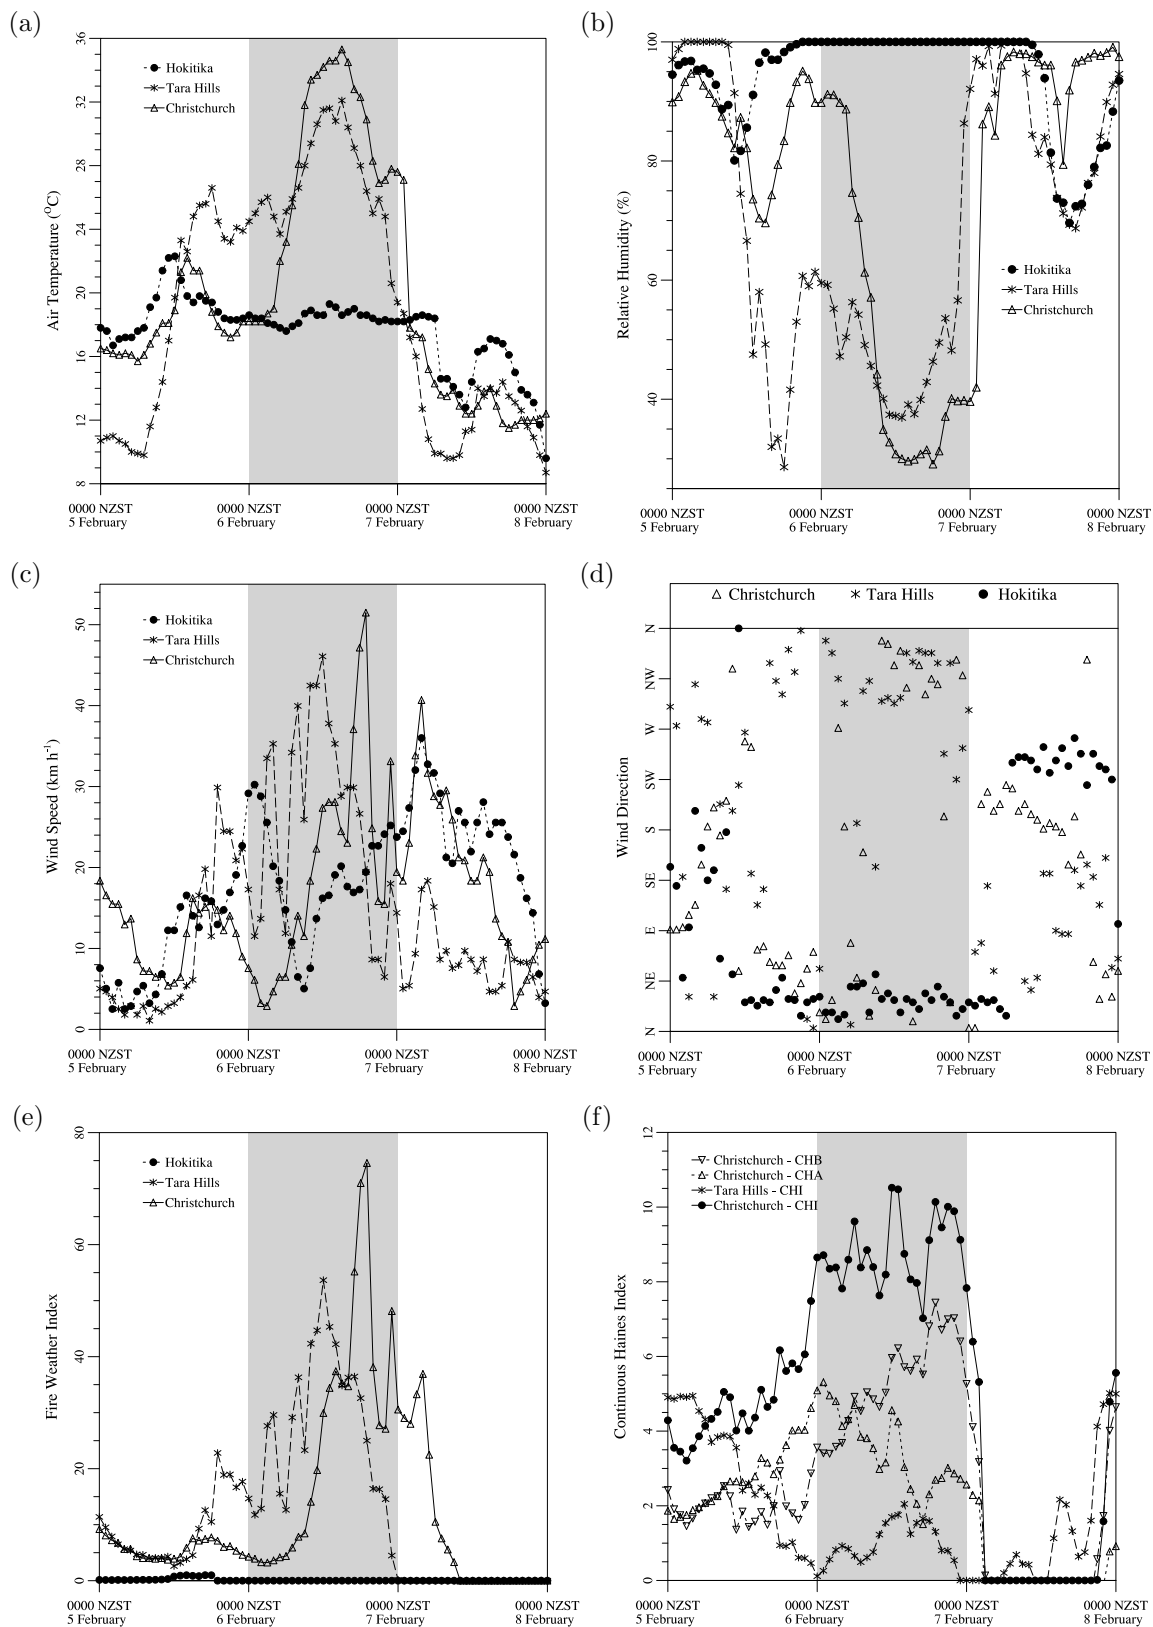 (a)
36
32
28
24
20
16
12
8
Air Temperature (°C)
Hokitika
Tara Hills
Christchurch
0000 NZST
5 February
0000 NZST
6 February
0000 NZST
7 February
0000 NZST
8 February
(b)
100
80
60
40
Relative Humidity (%)
Hokitika
Tara Hills
Christchurch
0000 NZST
5 February
0000 NZST
6 February
0000 NZST
7 February
0000 NZST
8 February
(c)
50
40
30
20
10
0
Wind Speed (km h⁻¹)
Hokitika
Tara Hills
Christchurch
0000 NZST
5 February
0000 NZST
6 February
0000 NZST
7 February
0000 NZST
8 February
(d)
Christchurch Tara Hills Hokitika
N
NW
W
SW
S
SE
E
NE
N
Wind Direction
0000 NZST
5 February
0000 NZST
6 February
0000 NZST
7 February
0000 NZST
8 February
(e)
80
60
40
20
0
Fire Weather Index
Hokitika
Tara Hills
Christchurch
0000 NZST
5 February
0000 NZST
6 February
0000 NZST
7 February
0000 NZST
8 February
(f)
12
10
8
6
4
2
0
Continuous Haines Index
Christchurch - CHB
Christchurch - CHA
Tara Hills - CHI
Christchurch - CHI
0000 NZST
5 February
0000 NZST
6 February
0000 NZST
7 February
0000 NZST
8 February